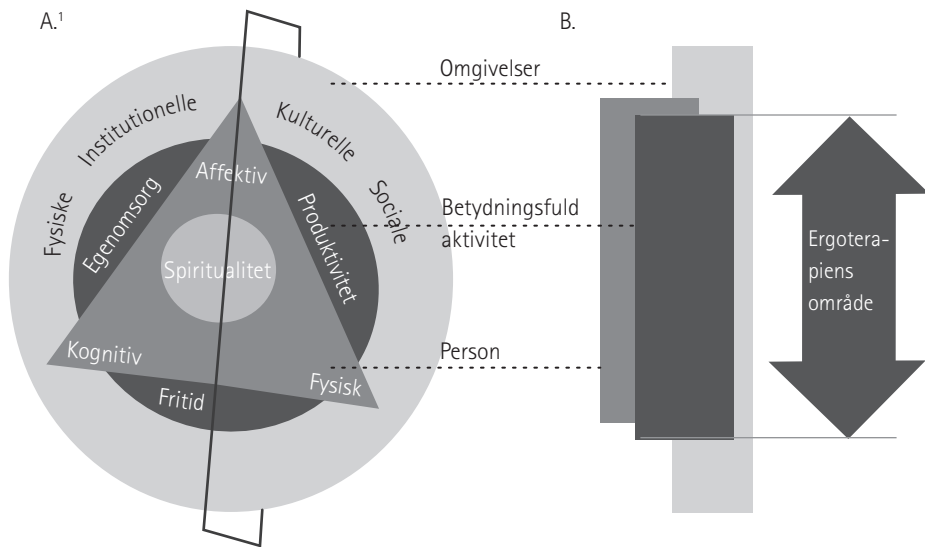 A.¹
B.
Omgivelser
Institutionelle
Kulturelle
Fysiske
Sociale
Affektiv
Egenomsorg
Produktivitet
Betydningsfuld
aktivitet
Spiritualitet
Ergotera-
piens
område
Person
Kognitiv
Fysisk
Fritid